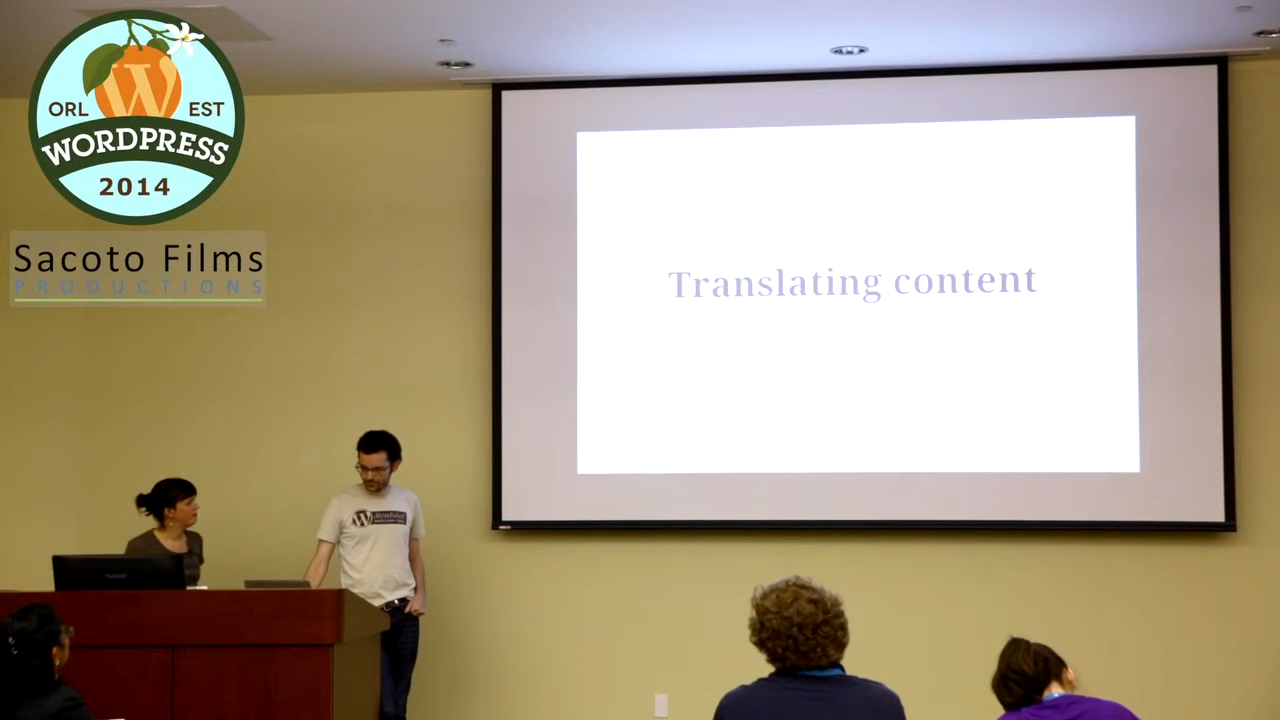 ORL EST
WORDPRESS
2014
Sacoto Films
PRODUCTIONS
Translating content